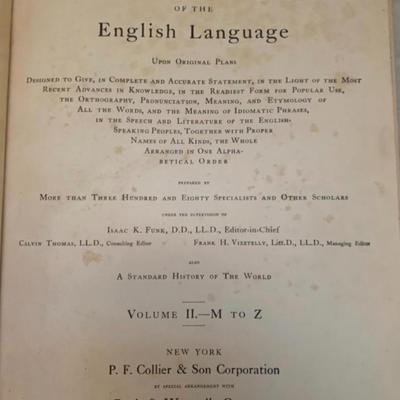 OF THE
English Language
Upon Original Plans
Designed to Give, in Complete and Accurate Statement, in the Light of the Most
Recent Advances in Knowledge, in the Readiest Form for Popular Use,
the Orthography, Pronunciation, Meaning, and Etymology of
All the Words, and the Meaning of Idiomatic Phrases,
in the Speech and Literature of the English-
Speaking Peoples, Together with Proper
Names of All Kinds, the Whole
Arranged in One Alpha-
betical Order
PREPARED BY
More than Three Hundred and Eighty Specialists and Other Scholars
UNDER THE SUPERVISION OF
Isaac K. Funk, D.D., LL.D., Editor-in-Chief
Calvin Thomas, LL.D., Consulting Editor Frank H. Vizetelly, Litt.D., LL.D., Managing Editor
ALSO
A Standard History of The World
Volume II.—M to Z
NEW YORK
P. F. Collier & Son Corporation
BY SPECIAL ARRANGEMENT WITH